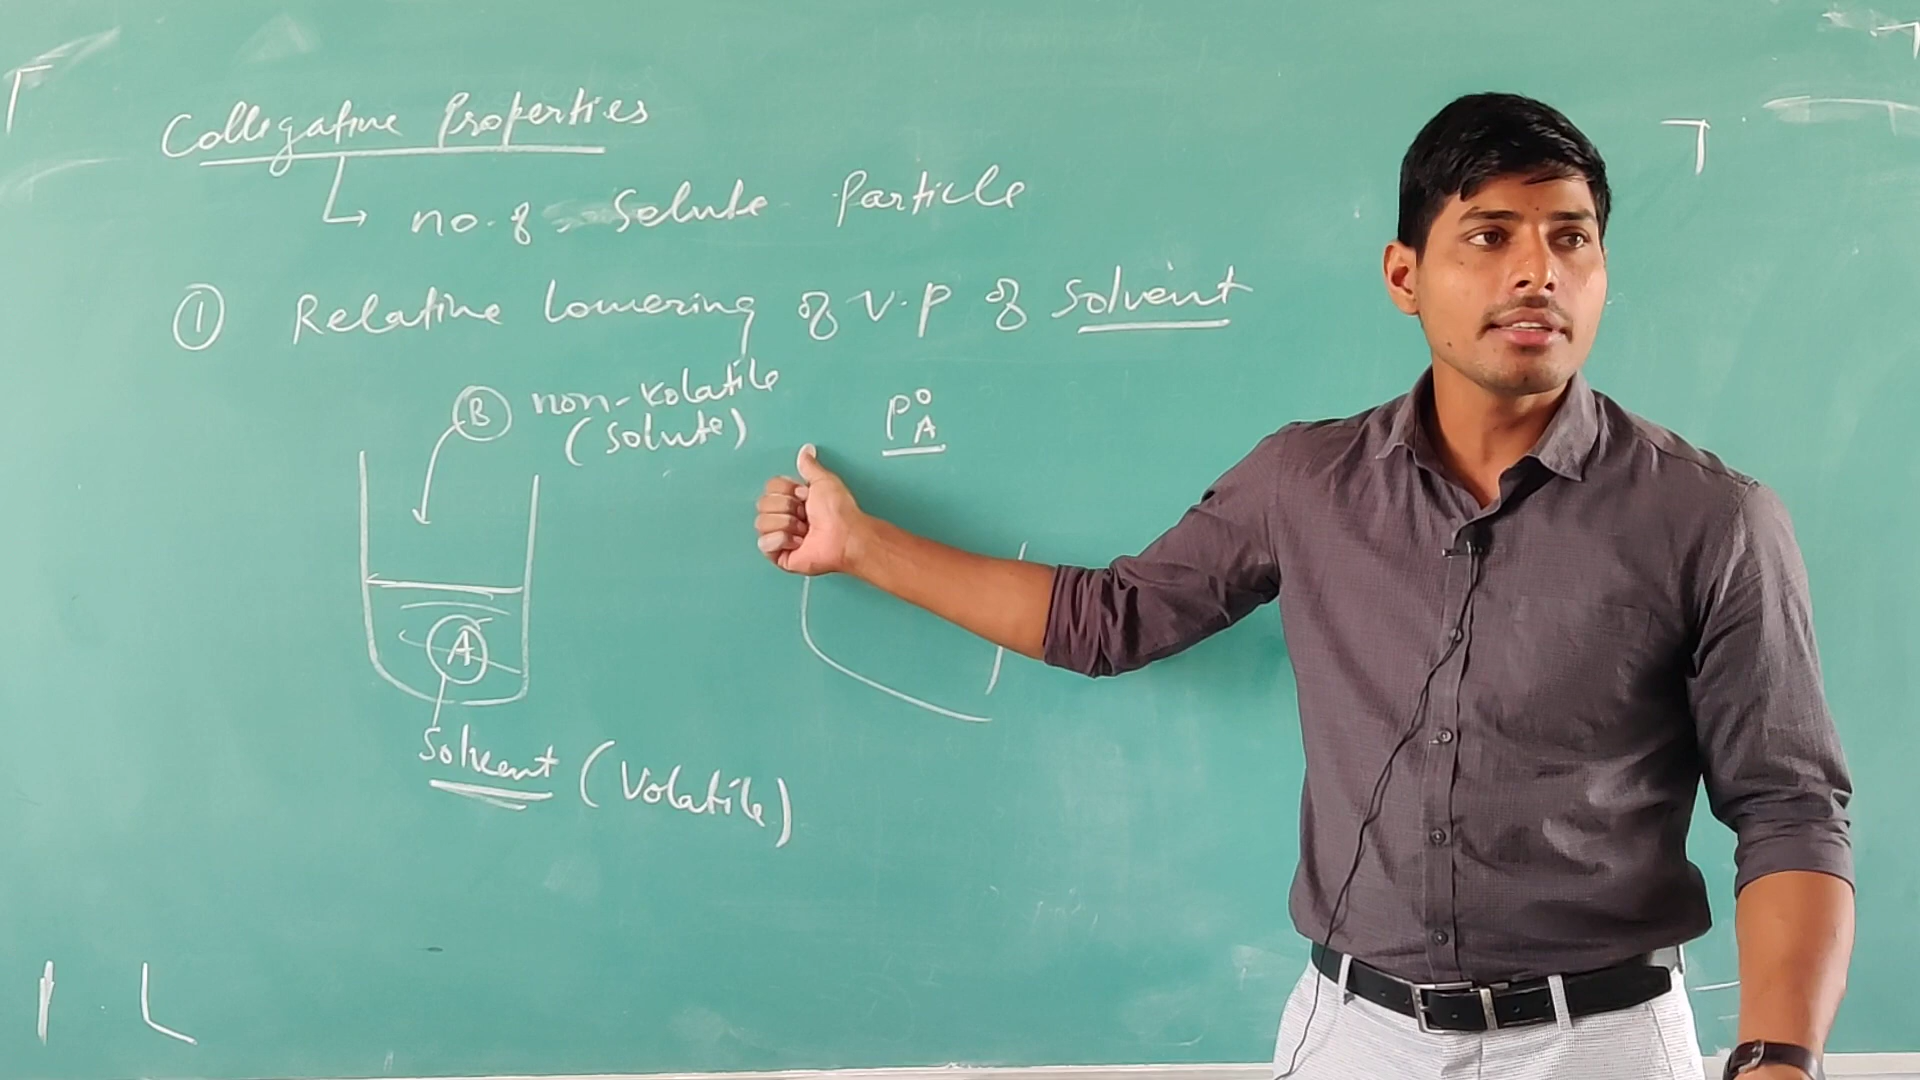 Colligative Properties
↳ no. of Solute Particle
① Relative lowering of v.p of Solvent
Ⓑ non-volatile
(Solute)
P°A
Ⓐ
Solvent (Volatile)